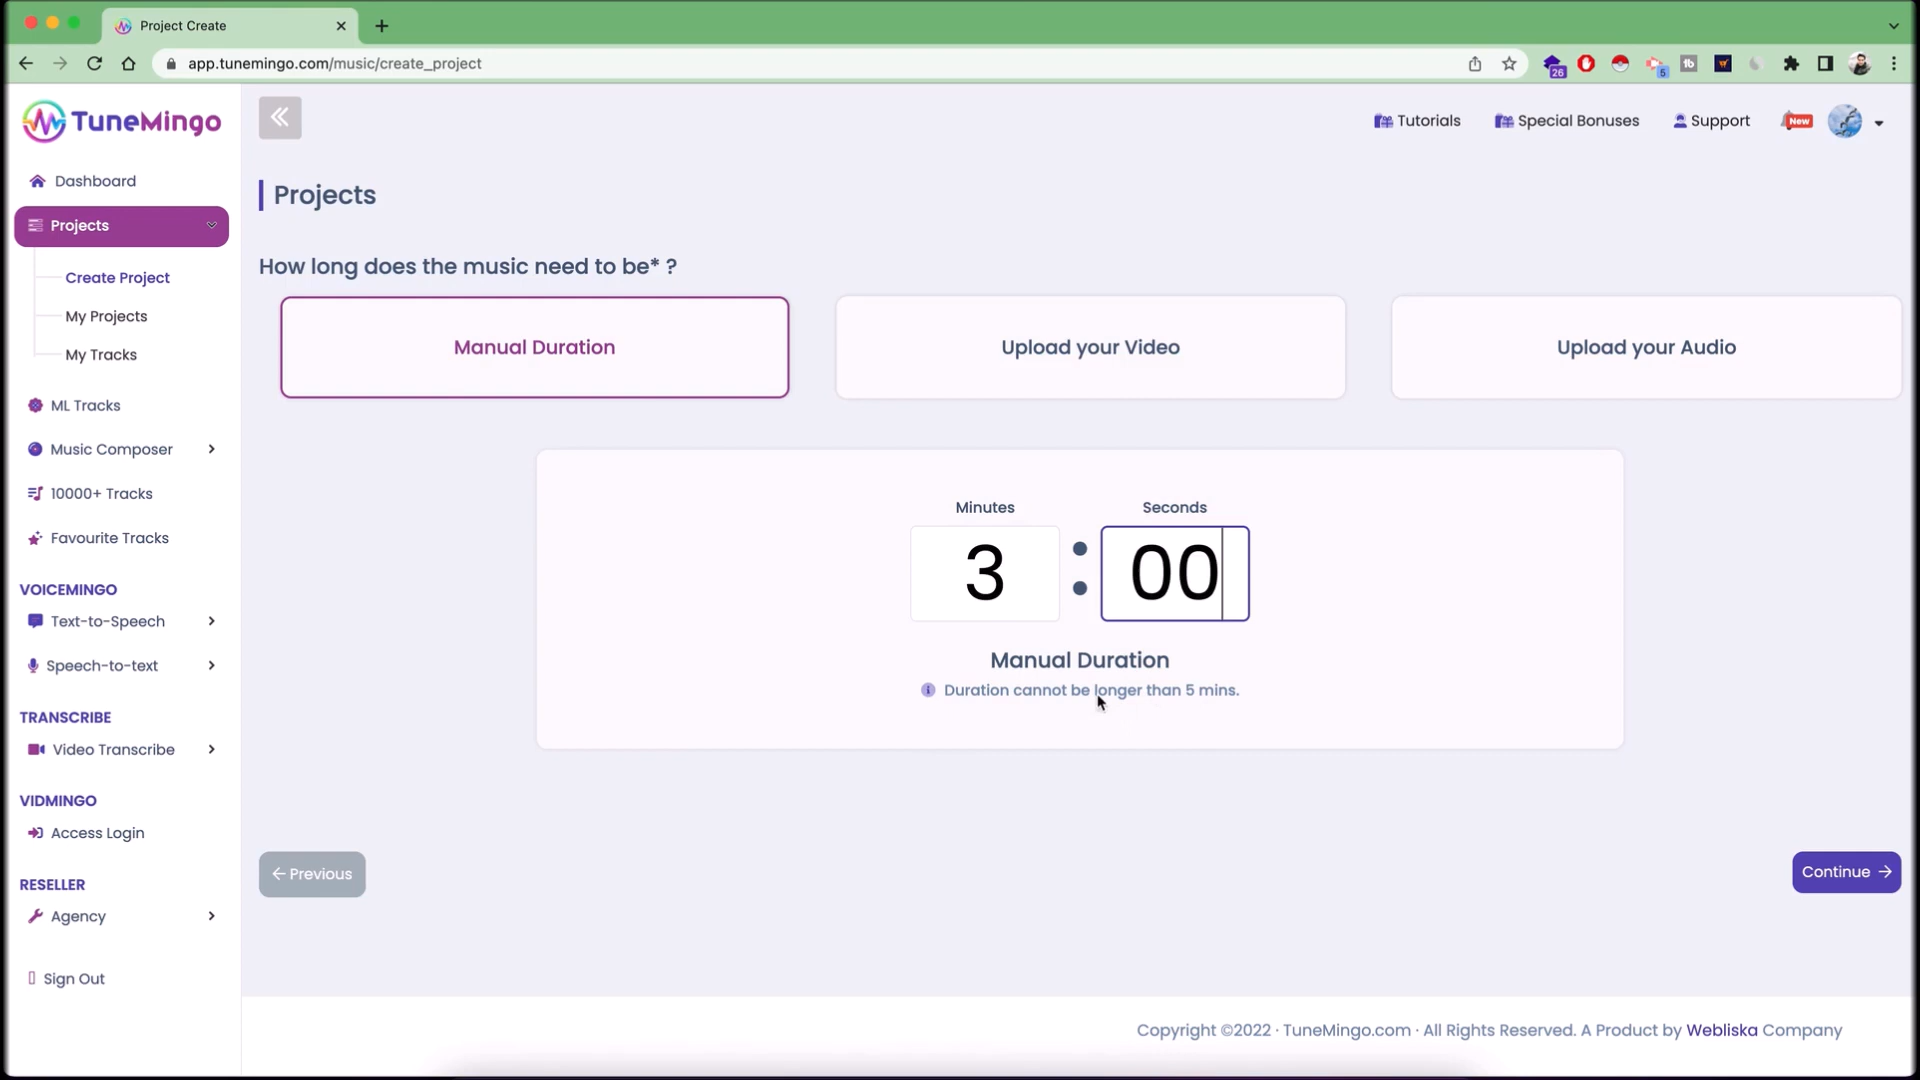 Project Create
app.tunemingo.com/music/create_project
26
5
tb
TuneMingo
Tutorials
Special Bonuses
Support
New
Dashboard
Projects
Create Project
My Projects
My Tracks
ML Tracks
Music Composer
10000+ Tracks
Favourite Tracks
VOICEMINGO
Text-to-Speech
Speech-to-text
TRANSCRIBE
Video Transcribe
VIDMINGO
Access Login
RESELLER
Agency
Sign Out
Projects
How long does the music need to be* ?
Manual Duration
Upload your Video
Upload your Audio
Minutes
Seconds
3 : 00
Manual Duration
Duration cannot be longer than 5 mins.
Previous
Continue
Copyright ©2022 · TuneMingo.com · All Rights Reserved. A Product by Webliska Company